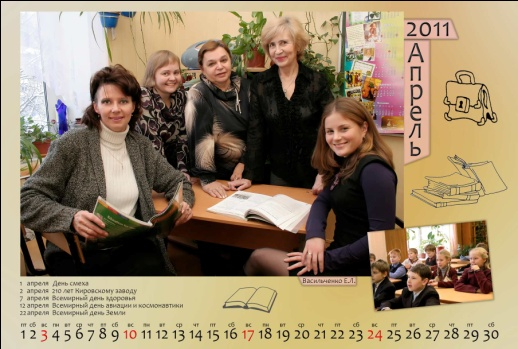 2011
Апрель
Васильченко Е.Л.
1 апреля День смеха
2 апреля 210 лет Кировскому заводу
7 апреля Всемирный день здоровья
12 апреля Всемирный день авиации и космонавтики
22 апреля Всемирный день Земли
пт сб вс пн вт ср чт пт сб вс пн вт ср чт пт сб вс пн вт ср чт пт сб вс пн вт ср чт пт сб
1 2 3 4 5 6 7 8 9 10 11 12 13 14 15 16 17 18 19 20 21 22 23 24 25 26 27 28 29 30